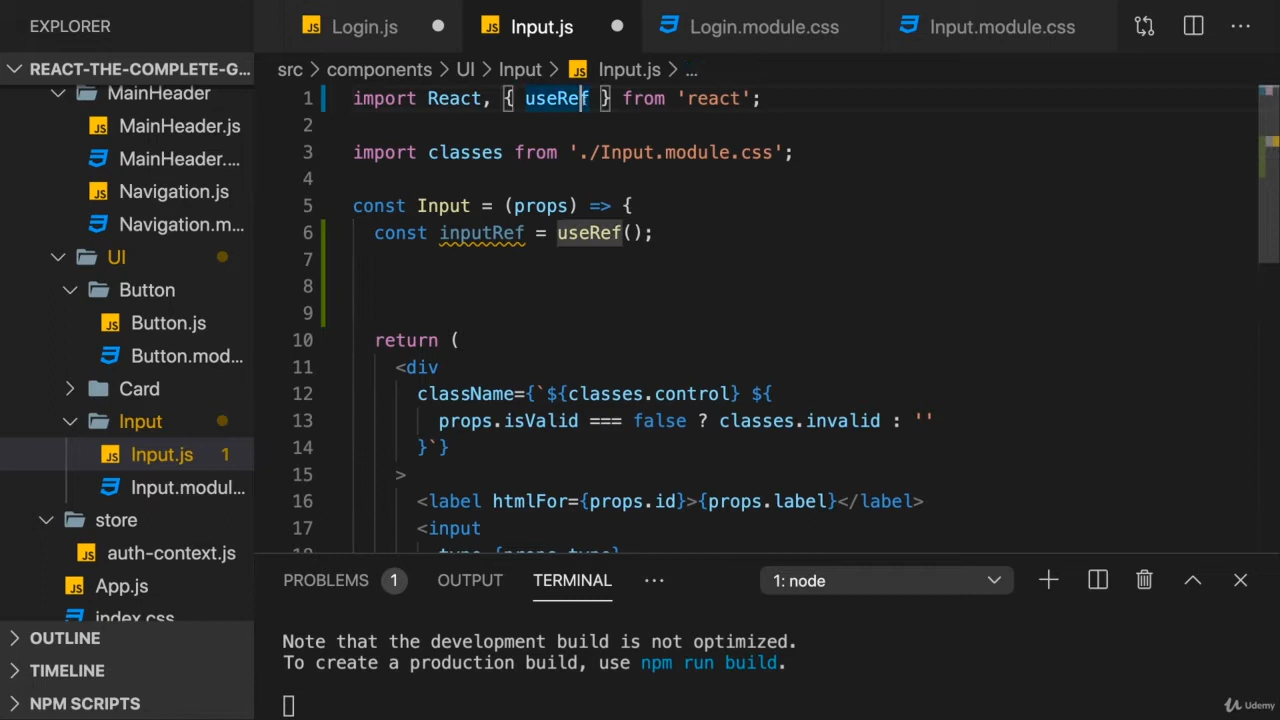 EXPLORER
Login.js
Input.js
Login.module.css
Input.module.css
REACT-THE-COMPLETE-G...
src > components > UI > Input > Input.js > ...
MainHeader
MainHeader.js
MainHeader....
Navigation.js
Navigation.m...
UI
Button
Button.js
Button.mod...
Card
Input
Input.js 1
Input.modul...
store
auth-context.js
App.js
index.css
OUTLINE
TIMELINE
NPM SCRIPTS
1 import React, { useRef } from 'react';
2
3 import classes from './Input.module.css';
4
5 const Input = (props) => {
6 const inputRef = useRef();
7
8
9
10 return (
11 <div
12 className={`${classes.control} ${
13 props.isValid === false ? classes.invalid : ''
14 }`}
15 >
16 <label htmlFor={props.id}>{props.label}</label>
17 <input
18 type={props.type}
PROBLEMS 1 OUTPUT TERMINAL ... 1: node
Note that the development build is not optimized.
To create a production build, use npm run build.
Udemy